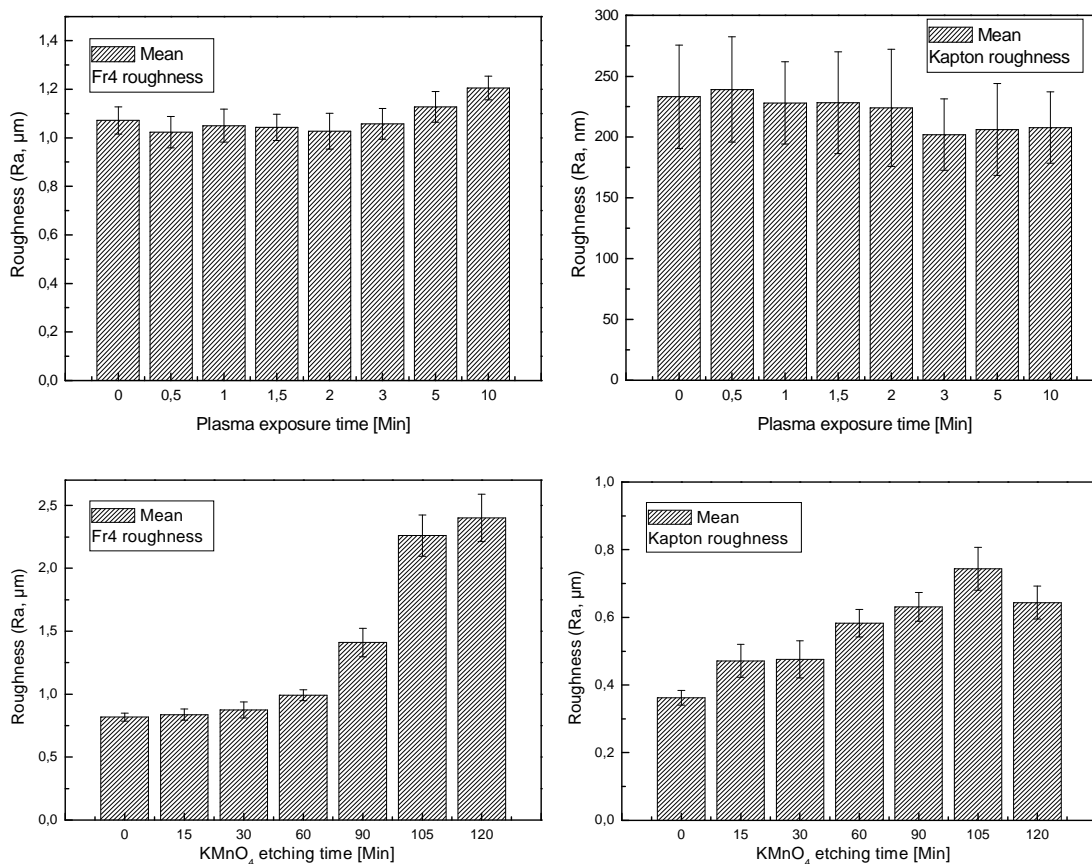 Roughness (Ra, µm)
1,4
1,2
1,0
0,8
0,6
0,4
0,2
0,0
Mean
Fr4 roughness
0 0,5 1 1,5 2 3 5 10
Plasma exposure time [Min]
Roughness (Ra, nm)
300
250
200
150
100
50
0
Mean
Kapton roughness
0 0,5 1 1,5 2 3 5 10
Plasma exposure time [Min]
Roughness (Ra, µm)
2,5
2,0
1,5
1,0
0,5
0,0
Mean
Fr4 roughness
0 15 30 60 90 105 120
KMnO4 etching time [Min]
Roughness (Ra, µm)
1,0
0,8
0,6
0,4
0,2
0,0
Mean
Kapton roughness
0 15 30 60 90 105 120
KMnO4 etching time [Min]